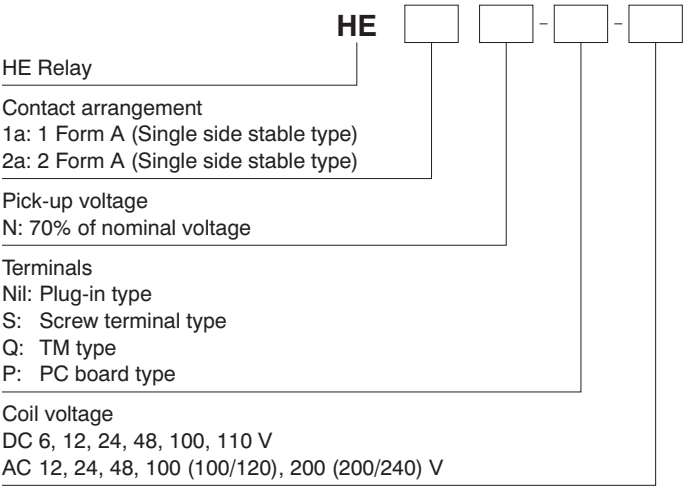 HE - -
HE Relay
Contact arrangement
1a: 1 Form A (Single side stable type)
2a: 2 Form A (Single side stable type)
Pick-up voltage
N: 70% of nominal voltage
Terminals
Nil: Plug-in type
S: Screw terminal type
Q: TM type
P: PC board type
Coil voltage
DC 6, 12, 24, 48, 100, 110 V
AC 12, 24, 48, 100 (100/120), 200 (200/240) V